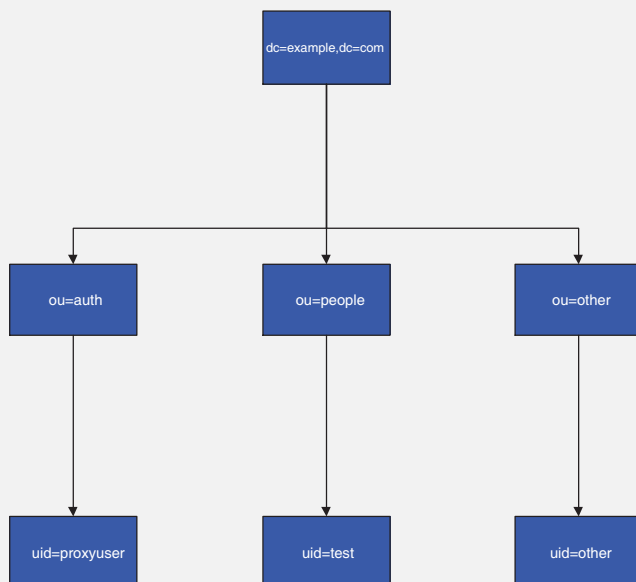 dc=example,dc=com
ou=auth
ou=people
ou=other
uid=proxyuser
uid=test
uid=other